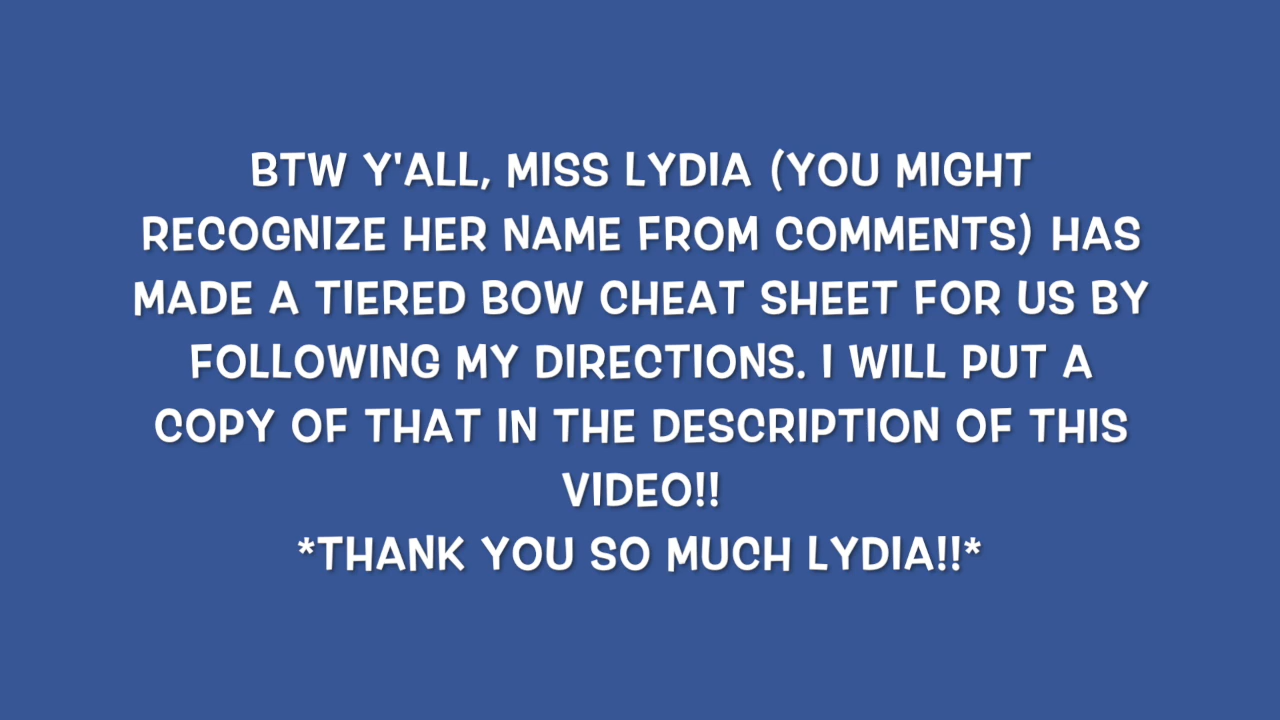 BTW Y'ALL, MISS LYDIA (YOU MIGHT
RECOGNIZE HER NAME FROM COMMENTS) HAS
MADE A TIERED BOW CHEAT SHEET FOR US BY
FOLLOWING MY DIRECTIONS. I WILL PUT A
COPY OF THAT IN THE DESCRIPTION OF THIS
VIDEO!!
*THANK YOU SO MUCH LYDIA!!*